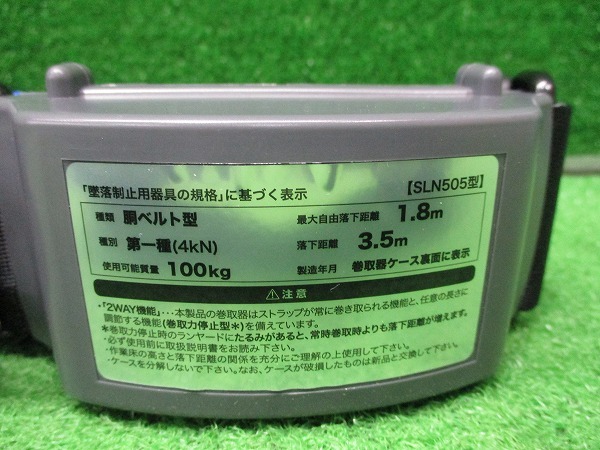 「墜落制止用器具の規格」に基づく表示 【SLN505型】
種類 胴ベルト型 最大自由落下距離 1.8m
種別 第一種(4kN) 落下距離 3.5m
使用可能質量 100kg 製造年月 巻取器ケース裏面に表示
⚠注意
・「2WAY機能」･･･本製品の巻取器はストラップが常に巻き取られる機能と、任意の長さに
調節する機能(巻取力停止型*)を備えています。
*巻取力停止時のランヤードにたるみがあると、常時巻取時よりも落下距離が増えます。
・必ず使用前に取扱説明書をお読み下さい。
・作業床の高さと落下距離の関係を充分にご理解の上使用して下さい。
・ケースを分解しないで下さい。なお、ケースが破損したものは新品と交換して下さい。